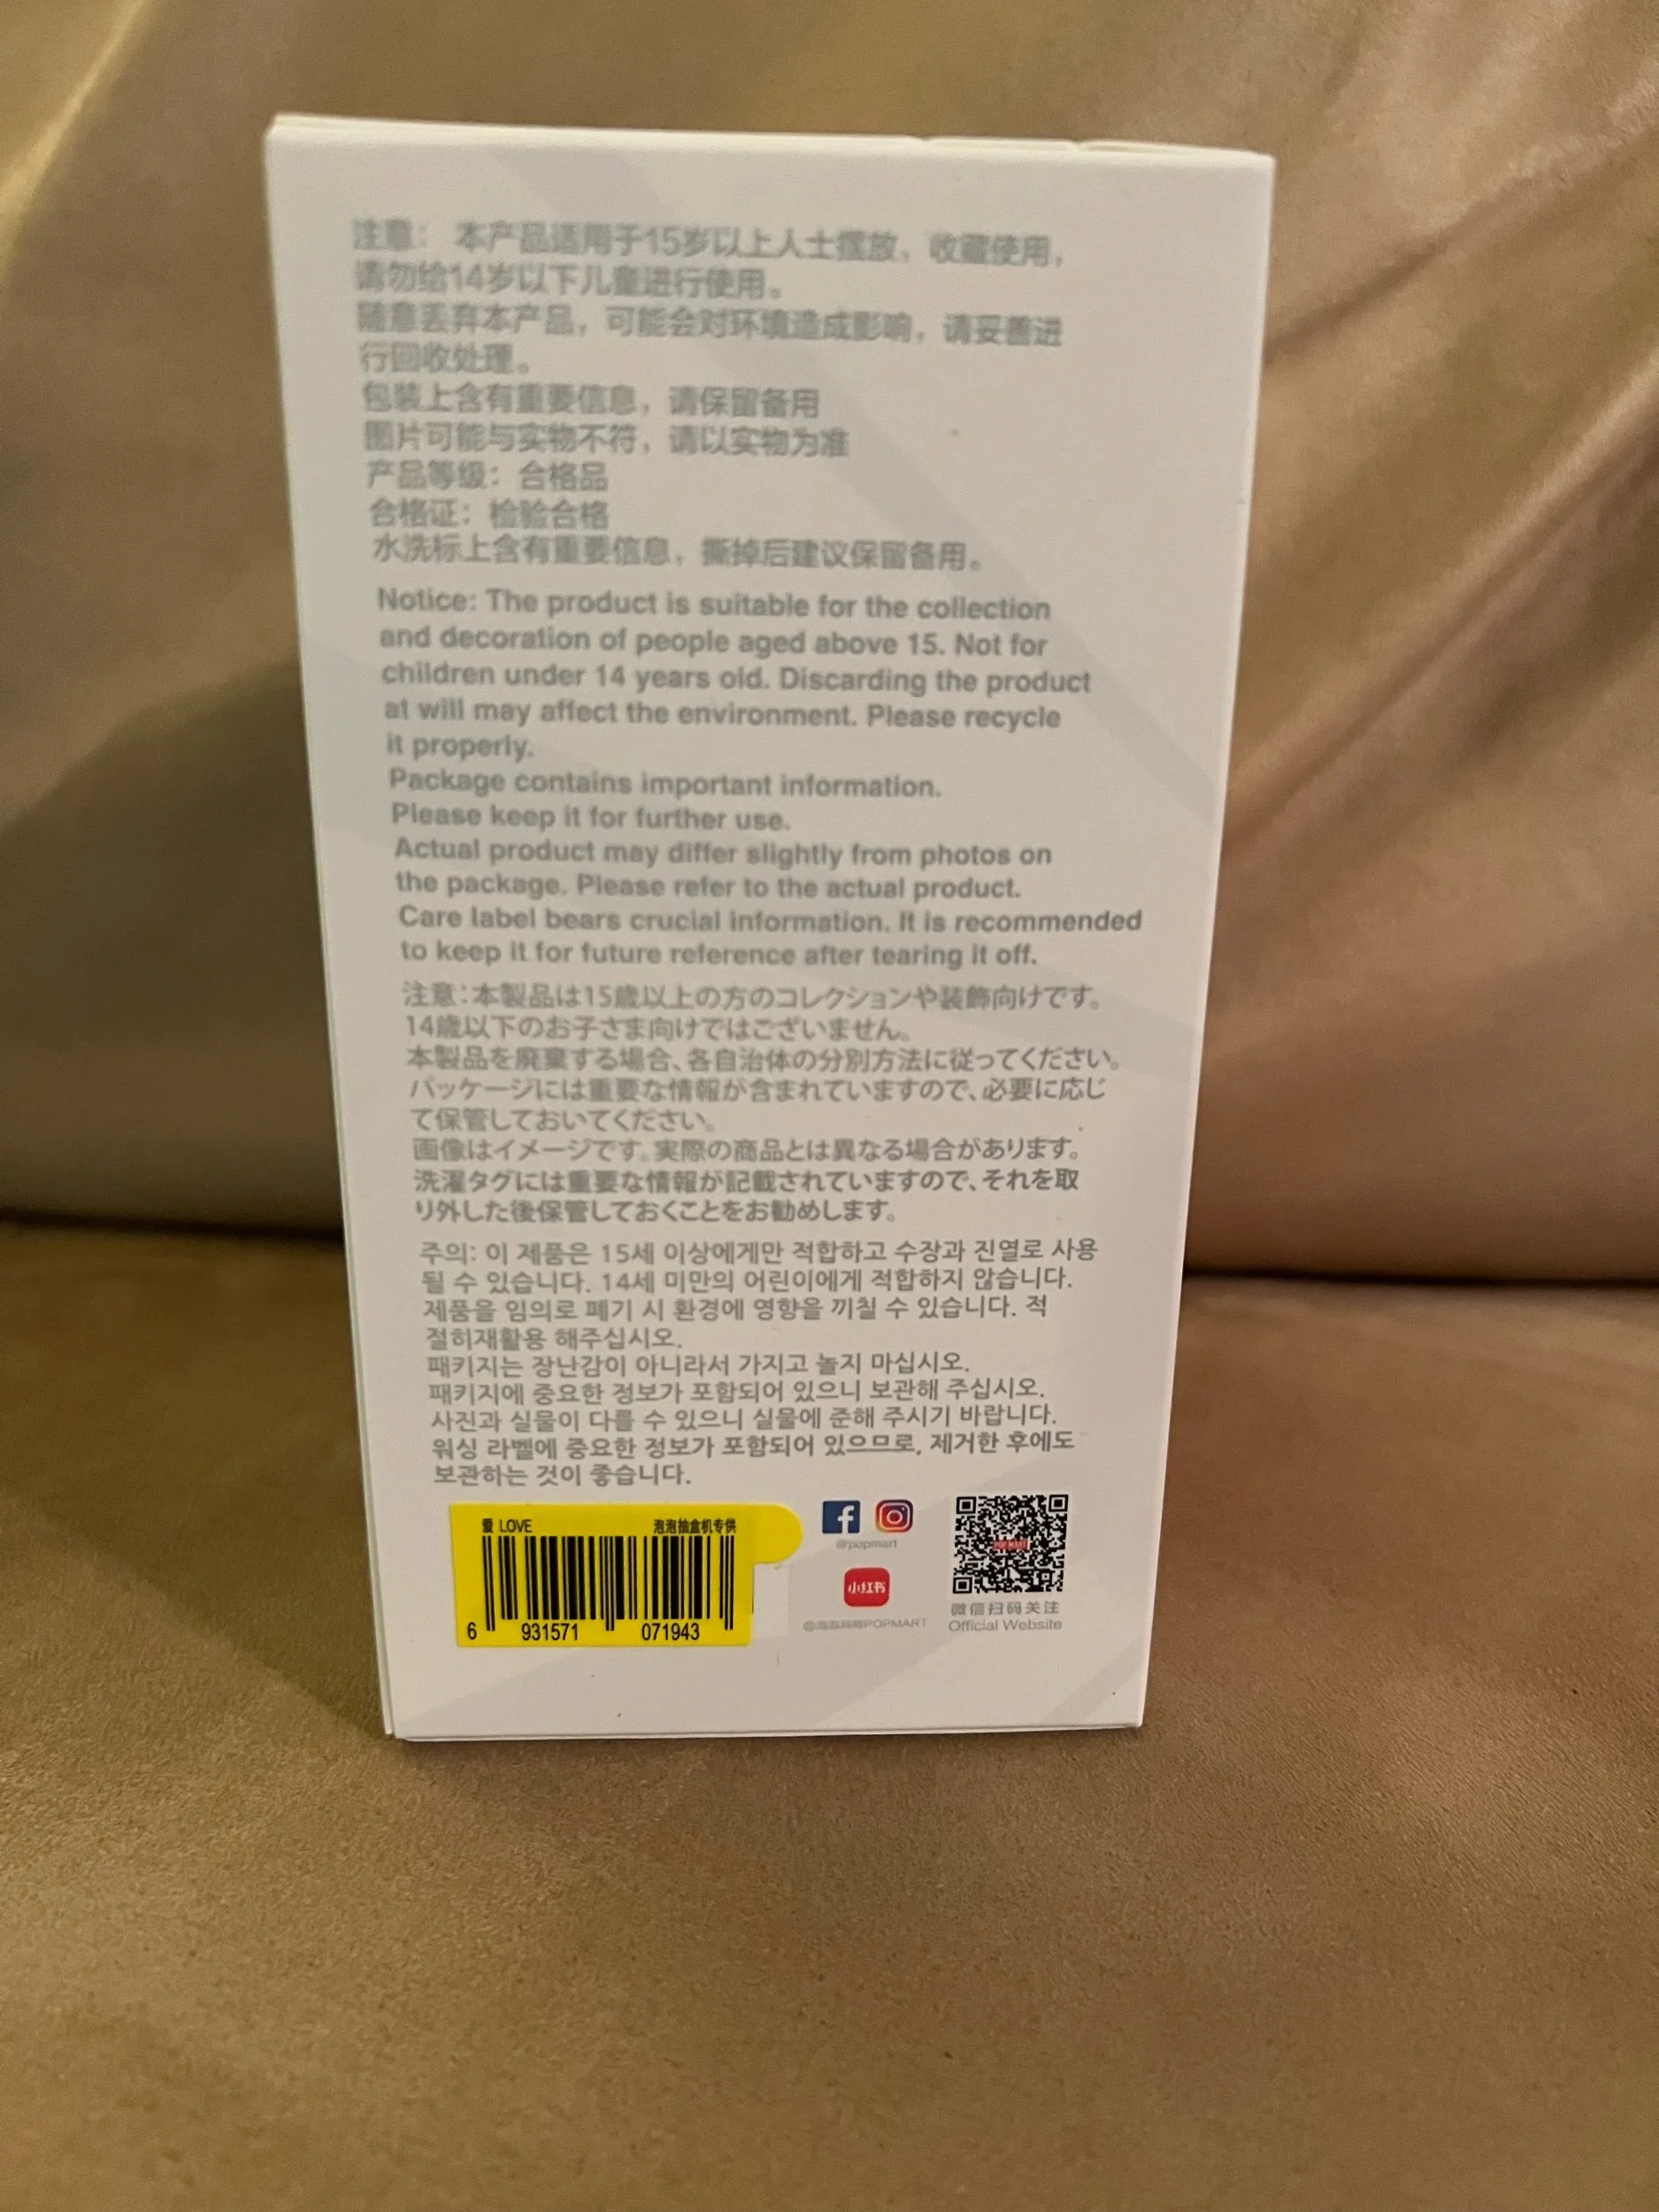 注意： 本产品适用于15岁以上人士摆放，收藏使用，
请勿给14岁以下儿童进行使用。
随意丢弃本产品，可能会对环境造成影响，请妥善进
行回收处理。
包装上含有重要信息，请保留备用
图片可能与实物不符，请以实物为准
产品等级：合格品
合格证：检验合格
水洗标上含有重要信息，撕掉后建议保留备用。
Notice: The product is suitable for the collection
and decoration of people aged above 15. Not for
children under 14 years old. Discarding the product
at will may affect the environment. Please recycle
it properly.
Package contains important information.
Please keep it for further use.
Actual product may differ slightly from photos on
the package. Please refer to the actual product.
Care label bears crucial information. It is recommended
to keep it for future reference after tearing it off.
注意：本製品は15歳以上の方のコレクションや装飾向けです。
14歳以下のお子さま向けではございません。
本製品を廃棄する場合、各自治体の分別方法に従ってください。
パッケージには重要な情報が含まれていますので、必要に応じ
て保管しておいてください。
画像はイメージです。実際の商品とは異なる場合があります。
洗濯タグには重要な情報が記載されていますので、それを取
り外した後保管しておくことをお勧めします。
주의: 이 제품은 15세 이상에게만 적합하고 수장과 진열로 사용
될 수 있습니다. 14세 미만의 어린이에게 적합하지 않습니다.
제품을 임의로 폐기 시 환경에 영향을 끼칠 수 있습니다. 적
절히재활용 해주십시오.
패키지는 장난감이 아니라서 가지고 놀지 마십시오.
패키지에 중요한 정보가 포함되어 있으니 보관해 주십시오.
사진과 실물이 다를 수 있으니 실물에 준해 주시기 바랍니다.
워싱 라벨에 중요한 정보가 포함되어 있으므로, 제거한 후에도
보관하는 것이 좋습니다.
爱 LOVE 泡泡抽盒机专供
6 931571 071943
@popmart
小红书
@泡泡玛特POPMART
POP MART
微信扫码关注
Official Website